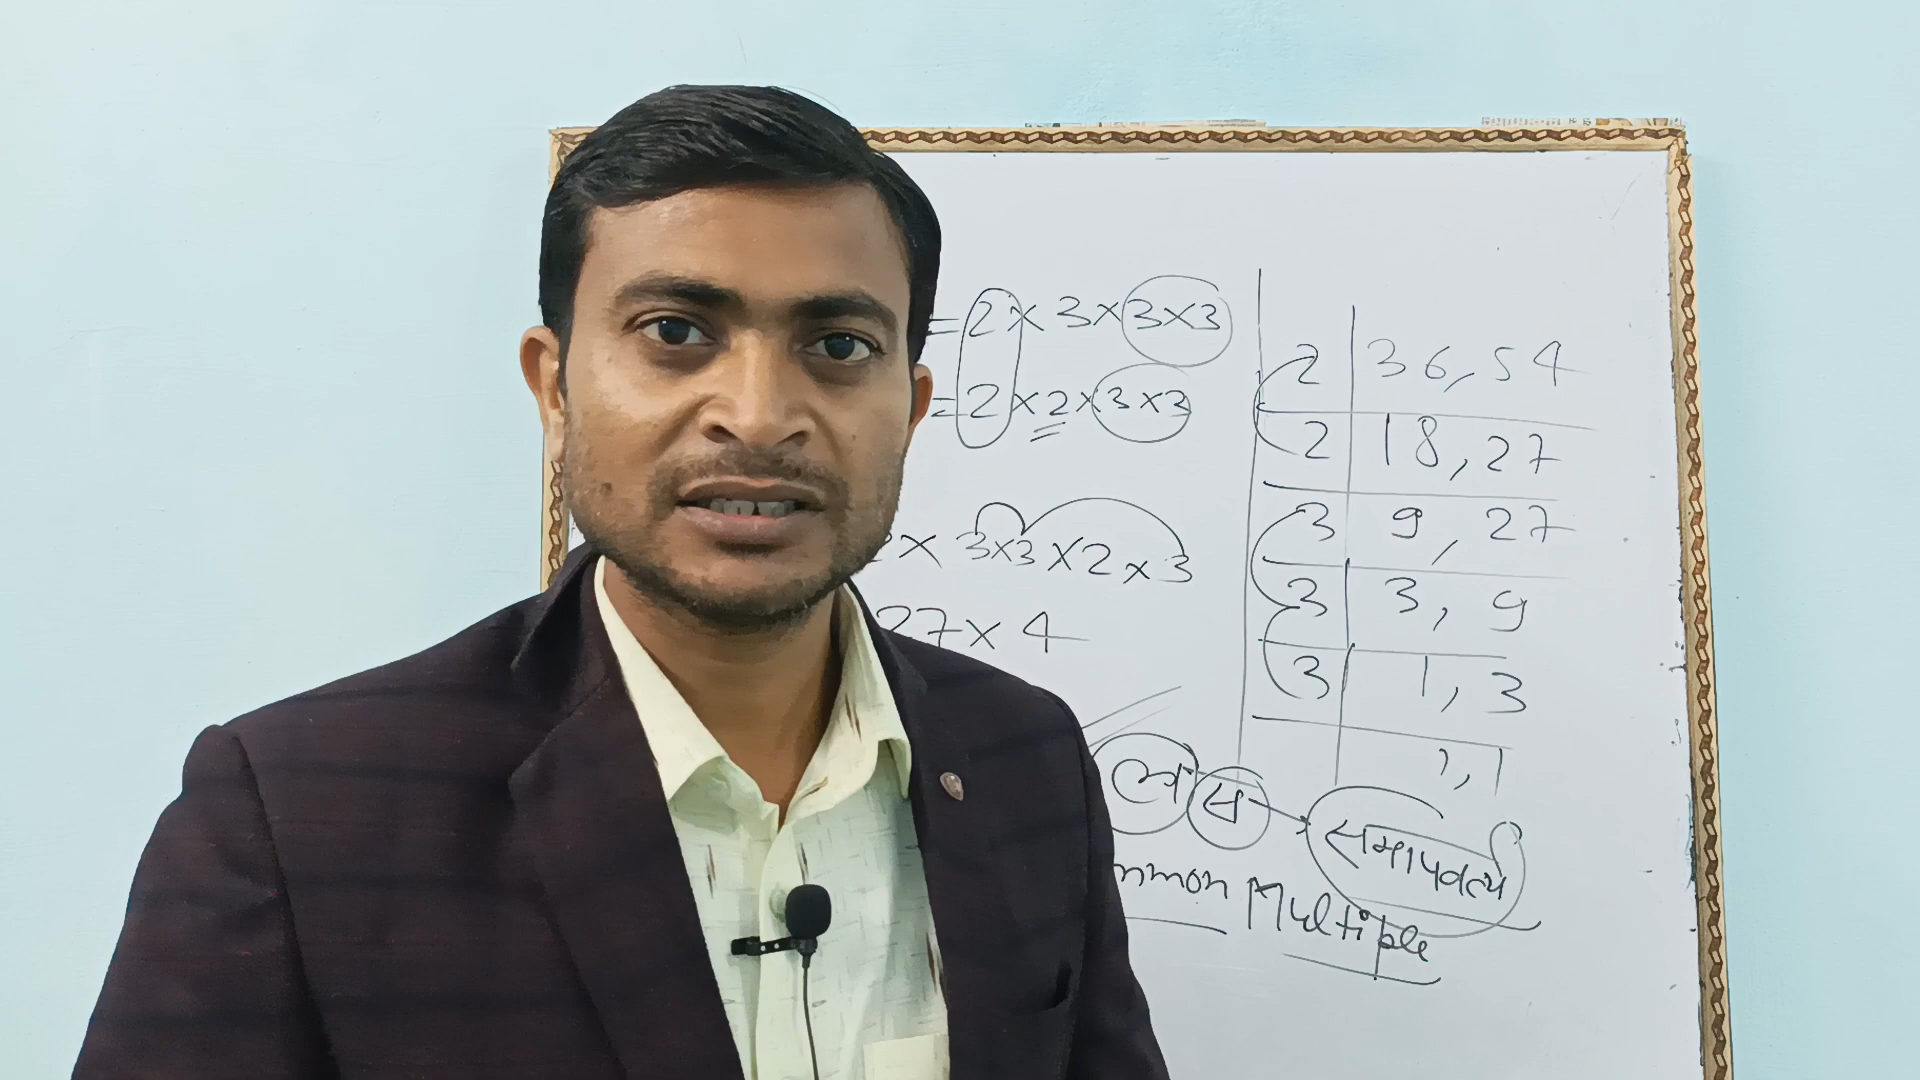 = 2 × 3 × 3 × 3
= 2 × 2 × 3 × 3
× 3 × 3 × 2 × 3
27 × 4
2 | 36, 54
2 | 18, 27
3 | 9, 27
3 | 3, 9
3 | 1, 3
1, 1
ल स समापवर्त्य
mmon Multiple